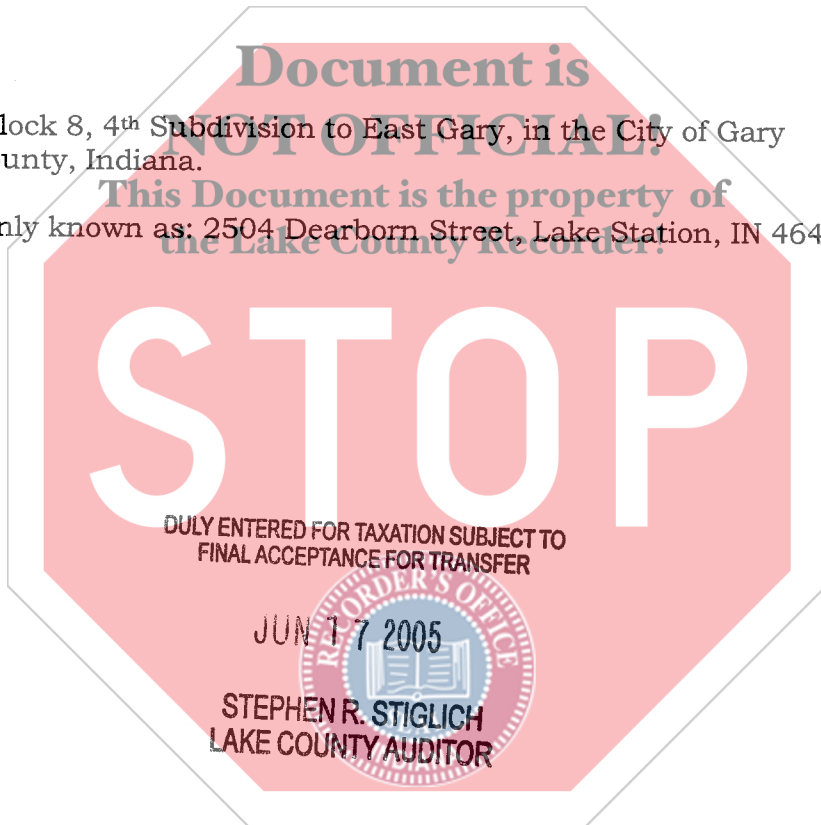 Document is
lock 8, 4th Subdivision to East Gary, in the City of Gary
NOT OFFICIAL!
unty, Indiana.
This Document is the property of
nly known as: 2504 Dearborn Street, Lake Station, IN 464
the Lake County Recorder!
STOP
DULY ENTERED FOR TAXATION SUBJECT TO
FINAL ACCEPTANCE FOR TRANSFER
RECORDER'S OFFICE
JUN 17 2005
STEPHEN R. STIGLICH
LAKE COUNTY AUDITOR
INDIANA